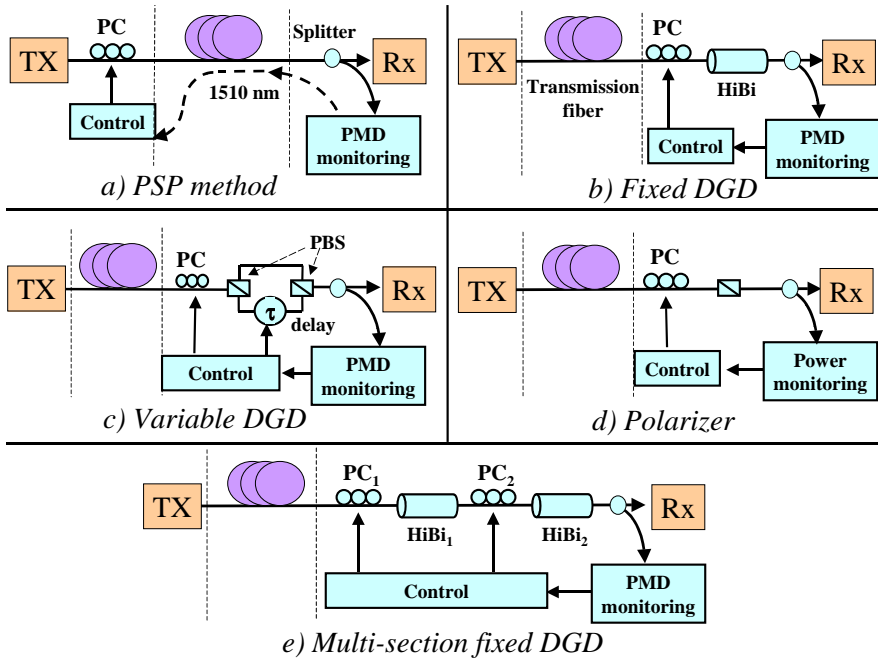 TX
PC
Splitter
Rx
1510 nm
Control
PMD
monitoring
a) PSP method
TX
PC
Rx
Transmission
fiber
HiBi
Control
PMD
monitoring
b) Fixed DGD
TX
PC
PBS
Rx
τ
delay
Control
PMD
monitoring
c) Variable DGD
TX
PC
Rx
Control
Power
monitoring
d) Polarizer
TX
PC1
PC2
Rx
HiBi1
HiBi2
Control
PMD
monitoring
e) Multi-section fixed DGD